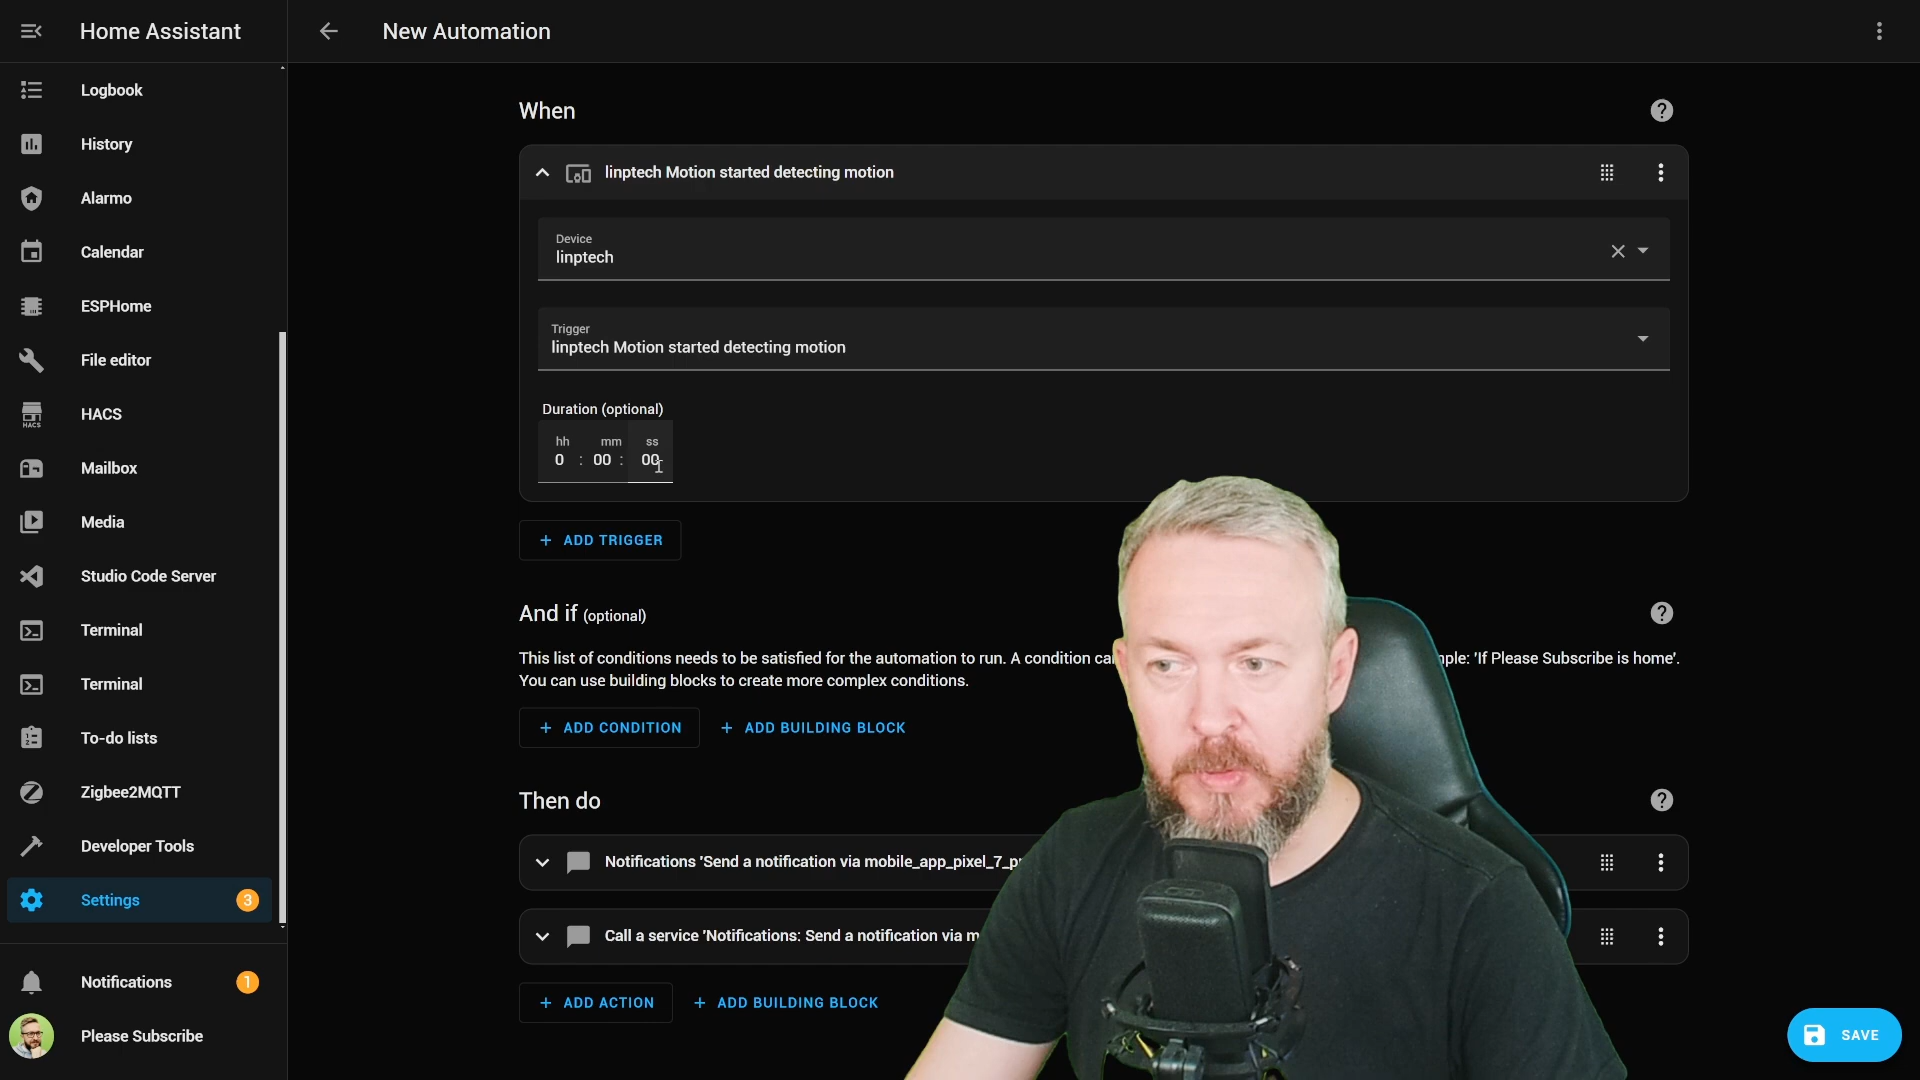 Home Assistant
New Automation
Logbook
History
Alarmo
Calendar
ESPHome
File editor
HACS
HACS
Mailbox
Media
Studio Code Server
Terminal
Terminal
To-do lists
Zigbee2MQTT
Developer Tools
Settings
3
Notifications
1
Please Subscribe
When
linptech Motion started detecting motion
Device
linptech
Trigger
linptech Motion started detecting motion
Duration (optional)
hh mm ss
0 : 00 : 00
+ ADD TRIGGER
And if (optional)
This list of conditions needs to be satisfied for the automation to run. A condition ca nple: 'If Please Subscribe is home'.
You can use building blocks to create more complex conditions.
+ ADD CONDITION + ADD BUILDING BLOCK
Then do
Notifications 'Send a notification via mobile_app_pixel_7_p
Call a service 'Notifications: Send a notification via m
+ ADD ACTION + ADD BUILDING BLOCK
SAVE